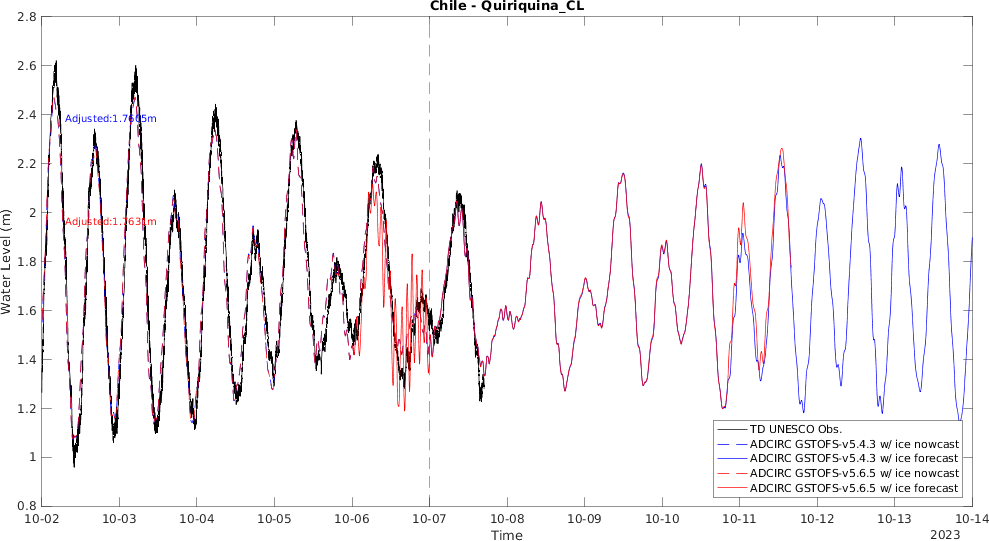 Chile - Quiriquina_CL
2.8
2.6
2.4
2.2
2
1.8
1.6
1.4
1.2
1
0.8
Water Level (m)
Adjusted:1.7605m
Adjusted:1.7631m
TD UNESCO Obs.
ADCIRC GSTOFS-v5.4.3 w/ ice nowcast
ADCIRC GSTOFS-v5.4.3 w/ ice forecast
ADCIRC GSTOFS-v5.6.5 w/ ice nowcast
ADCIRC GSTOFS-v5.6.5 w/ ice forecast
10-02 10-03 10-04 10-05 10-06 10-07 10-08 10-09 10-10 10-11 10-12 10-13 10-14
Time
2023